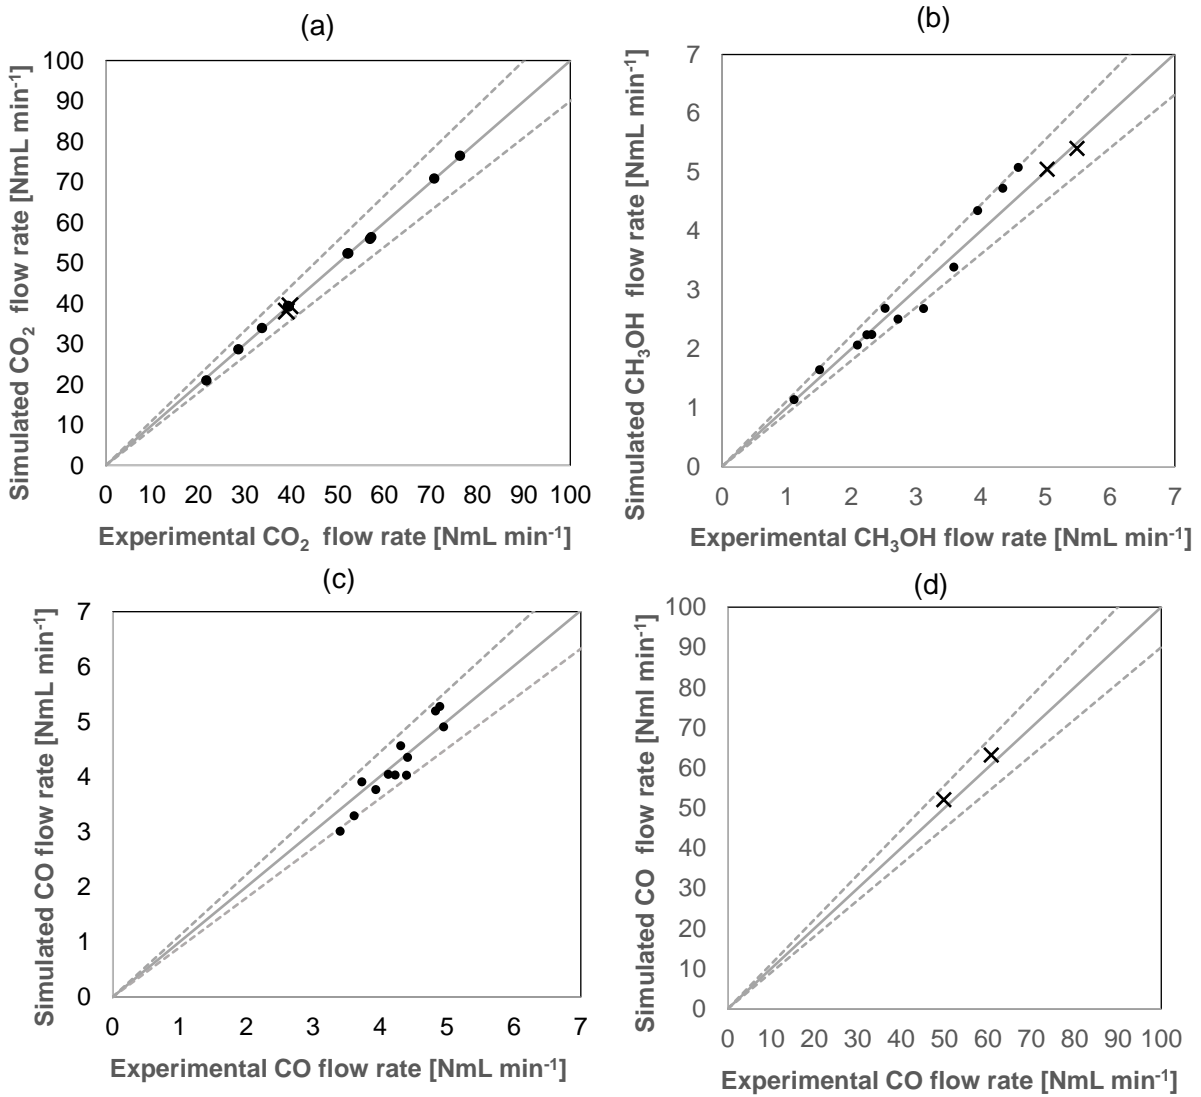 (a)
Simulated CO₂ flow rate [NmL min⁻¹]
100
90
80
70
60
50
40
30
20
10
0
0 10 20 30 40 50 60 70 80 90 100
Experimental CO₂ flow rate [NmL min⁻¹]
(b)
Simulated CH₃OH flow rate [NmL min⁻¹]
7
6
5
4
3
2
1
0
0 1 2 3 4 5 6 7
Experimental CH₃OH flow rate [NmL min⁻¹]
(c)
Simulated CO flow rate [NmL min⁻¹]
7
6
5
4
3
2
1
0
0 1 2 3 4 5 6 7
Experimental CO flow rate [NmL min⁻¹]
(d)
Simulated CO flow rate [Nml min⁻¹]
100
90
80
70
60
50
40
30
20
10
0
0 10 20 30 40 50 60 70 80 90 100
Experimental CO flow rate [NmL min⁻¹]